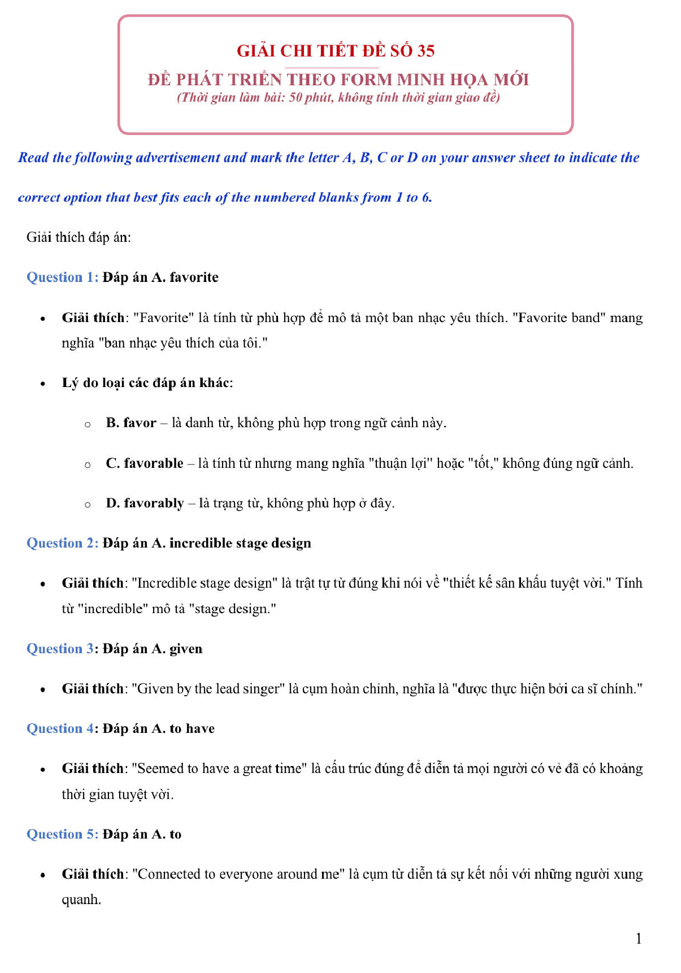 GIẢI CHI TIẾT ĐỀ SỐ 35
ĐỀ PHÁT TRIỂN THEO FORM MINH HỌA MỚI
(Thời gian làm bài: 50 phút, không tính thời gian giao đề)
Read the following advertisement and mark the letter A, B, C or D on your answer sheet to indicate the
correct option that best fits each of the numbered blanks from 1 to 6.
Giải thích đáp án:
Question 1: Đáp án A. favorite
• Giải thích: "Favorite" là tính từ phù hợp để mô tả một ban nhạc yêu thích. "Favorite band" mang
nghĩa "ban nhạc yêu thích của tôi."
• Lý do loại các đáp án khác:
o B. favor – là danh từ, không phù hợp trong ngữ cảnh này.
o C. favorable – là tính từ nhưng mang nghĩa "thuận lợi" hoặc "tốt," không đúng ngữ cảnh.
o D. favorably – là trạng từ, không phù hợp ở đây.
Question 2: Đáp án A. incredible stage design
• Giải thích: "Incredible stage design" là trật tự từ đúng khi nói về "thiết kế sân khấu tuyệt vời." Tính
từ "incredible" mô tả "stage design."
Question 3: Đáp án A. given
• Giải thích: "Given by the lead singer" là cụm hoàn chỉnh, nghĩa là "được thực hiện bởi ca sĩ chính."
Question 4: Đáp án A. to have
• Giải thích: "Seemed to have a great time" là cấu trúc đúng để diễn tả mọi người có vẻ đã có khoảng
thời gian tuyệt vời.
Question 5: Đáp án A. to
• Giải thích: "Connected to everyone around me" là cụm từ diễn tả sự kết nối với những người xung
quanh.
1